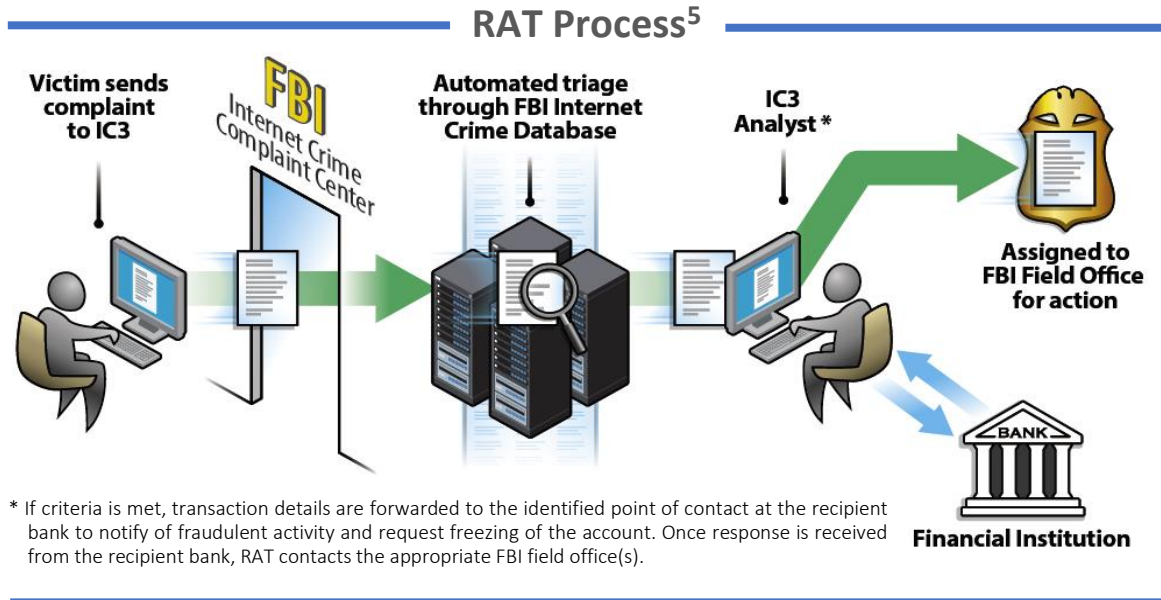 RAT Process5
Victim sends
complaint
to IC3
FBI
Internet Crime
Complaint Center
Automated triage
through FBI Internet
Crime Database
IC3
Analyst *
Assigned to
FBI Field Office
for action
BANK
Financial Institution
* If criteria is met, transaction details are forwarded to the identified point of contact at the recipient
bank to notify of fraudulent activity and request freezing of the account. Once response is received
from the recipient bank, RAT contacts the appropriate FBI field office(s).